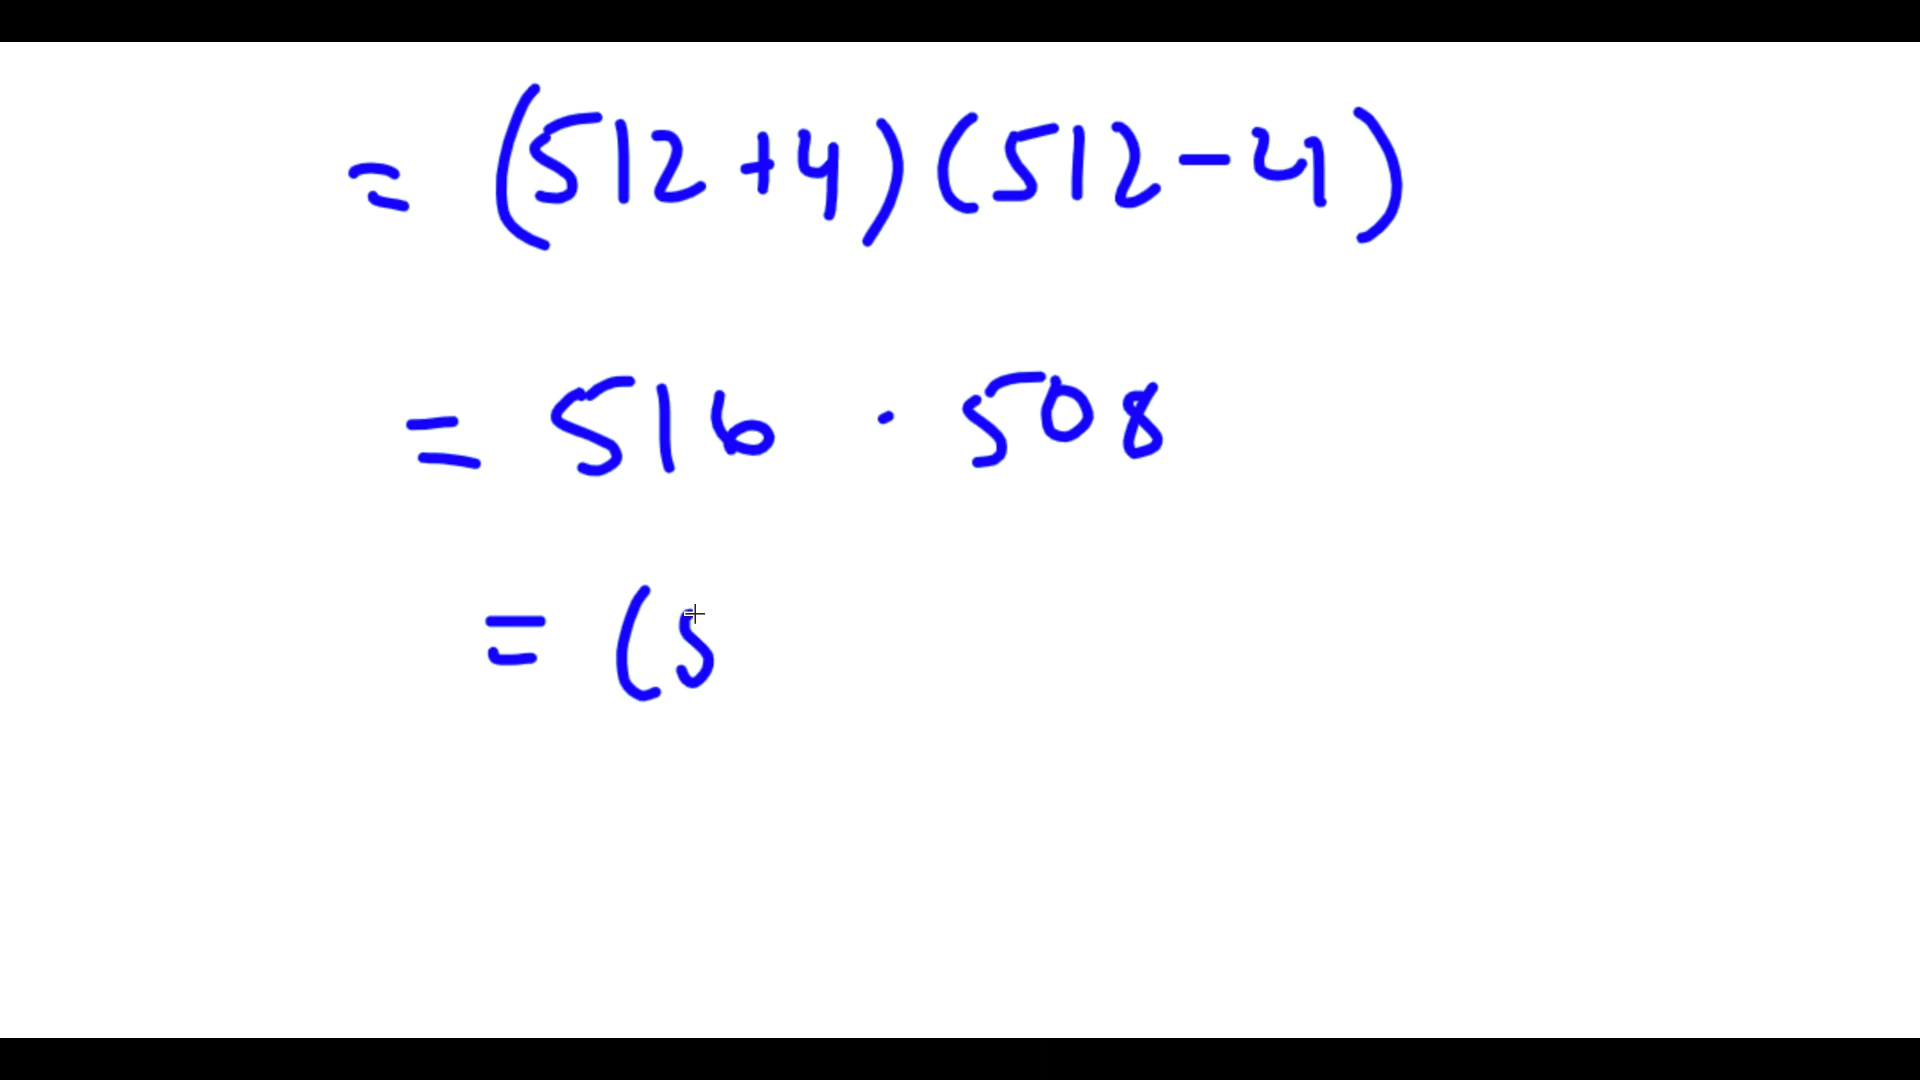 = (512+4)(512-4)
= 516 · 508
= (5